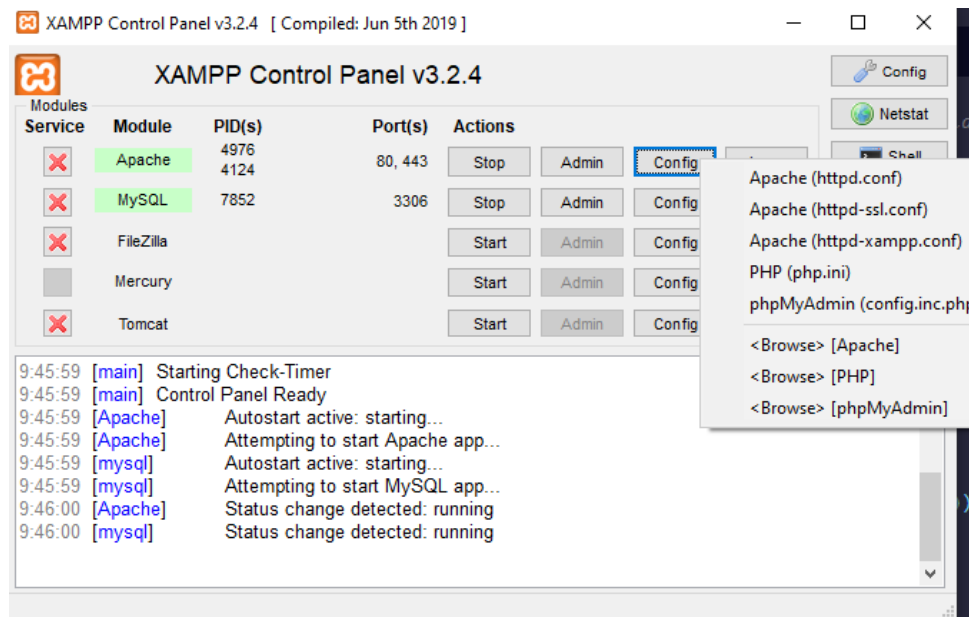 XAMPP Control Panel v3.2.4 [ Compiled: Jun 5th 2019 ]
XAMPP Control Panel v3.2.4
Config
Netstat
Shell
Modules
Service Module PID(s) Port(s) Actions
Apache 4976 4124 80, 443 Stop Admin Config
MySQL 7852 3306 Stop Admin Config
FileZilla Start Admin Config
Mercury Start Admin Config
Tomcat Start Admin Config
Apache (httpd.conf)
Apache (httpd-ssl.conf)
Apache (httpd-xampp.conf)
PHP (php.ini)
phpMyAdmin (config.inc.php
<Browse> [Apache]
<Browse> [PHP]
<Browse> [phpMyAdmin]
9:45:59 [main] Starting Check-Timer
9:45:59 [main] Control Panel Ready
9:45:59 [Apache] Autostart active: starting...
9:45:59 [Apache] Attempting to start Apache app...
9:45:59 [mysql] Autostart active: starting...
9:45:59 [mysql] Attempting to start MySQL app...
9:46:00 [Apache] Status change detected: running
9:46:00 [mysql] Status change detected: running